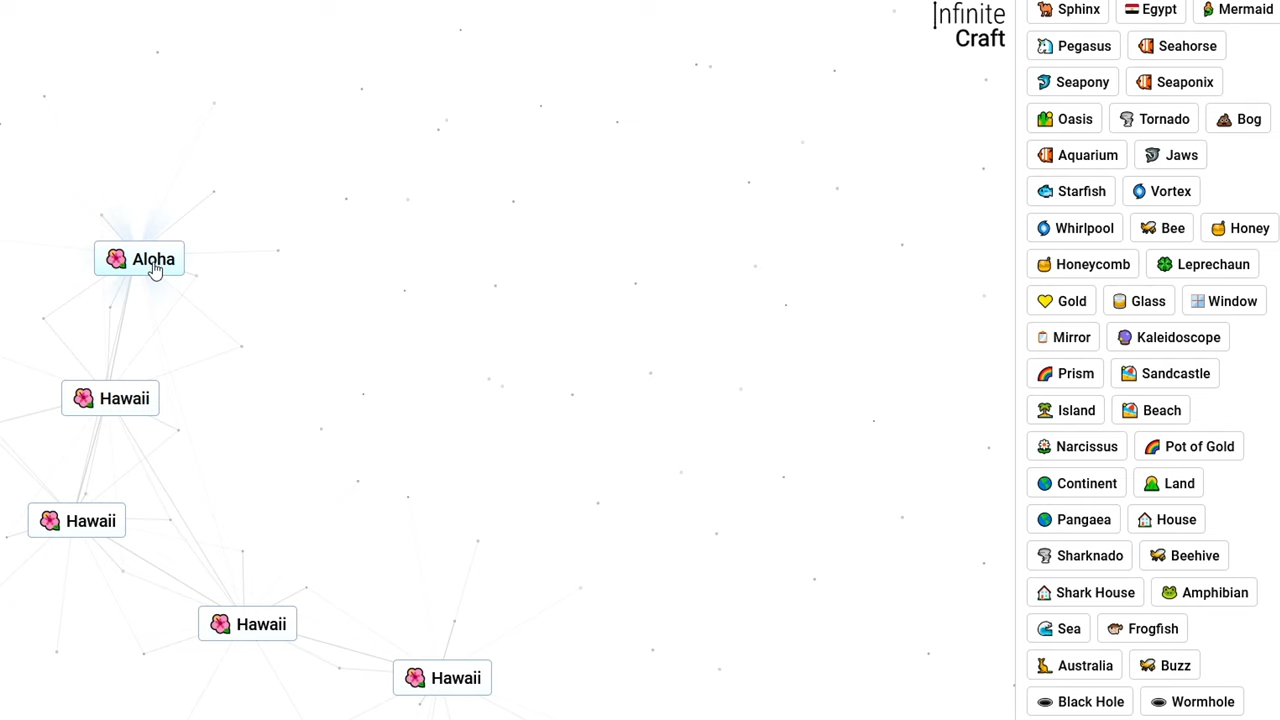 Infinite
Craft
Aloha
Hawaii
Hawaii
Hawaii
Hawaii
Sphinx Egypt Mermaid
Pegasus Seahorse
Seapony Seaponix
Oasis Tornado Bog
Aquarium Jaws
Starfish Vortex
Whirlpool Bee Honey
Honeycomb Leprechaun
Gold Glass Window
Mirror Kaleidoscope
Prism Sandcastle
Island Beach
Narcissus Pot of Gold
Continent Land
Pangaea House
Sharknado Beehive
Shark House Amphibian
Sea Frogfish
Australia Buzz
Black Hole Wormhole